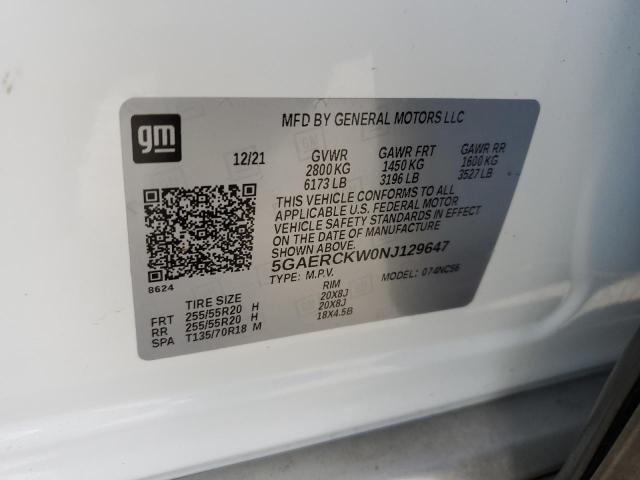 gm
MFD BY GENERAL MOTORS LLC
12/21 GVWR GAWR FRT GAWR RR
2800 KG 1450 KG 1600 KG
6173 LB 3196 LB 3527 LB
THIS VEHICLE CONFORMS TO ALL
APPLICABLE U.S. FEDERAL MOTOR
VEHICLE SAFETY STANDARDS IN EFFECT
ON THE DATE OF MANUFACTURE
SHOWN ABOVE.
5GAERCKW0NJ129647
TYPE: M.P.V. MODEL: 074NC56
8624
TIRE SIZE RIM
FRT 255/55R20 H 20X8J
RR 255/55R20 H 20X8J
SPA T135/70R18 M 18X4.5B